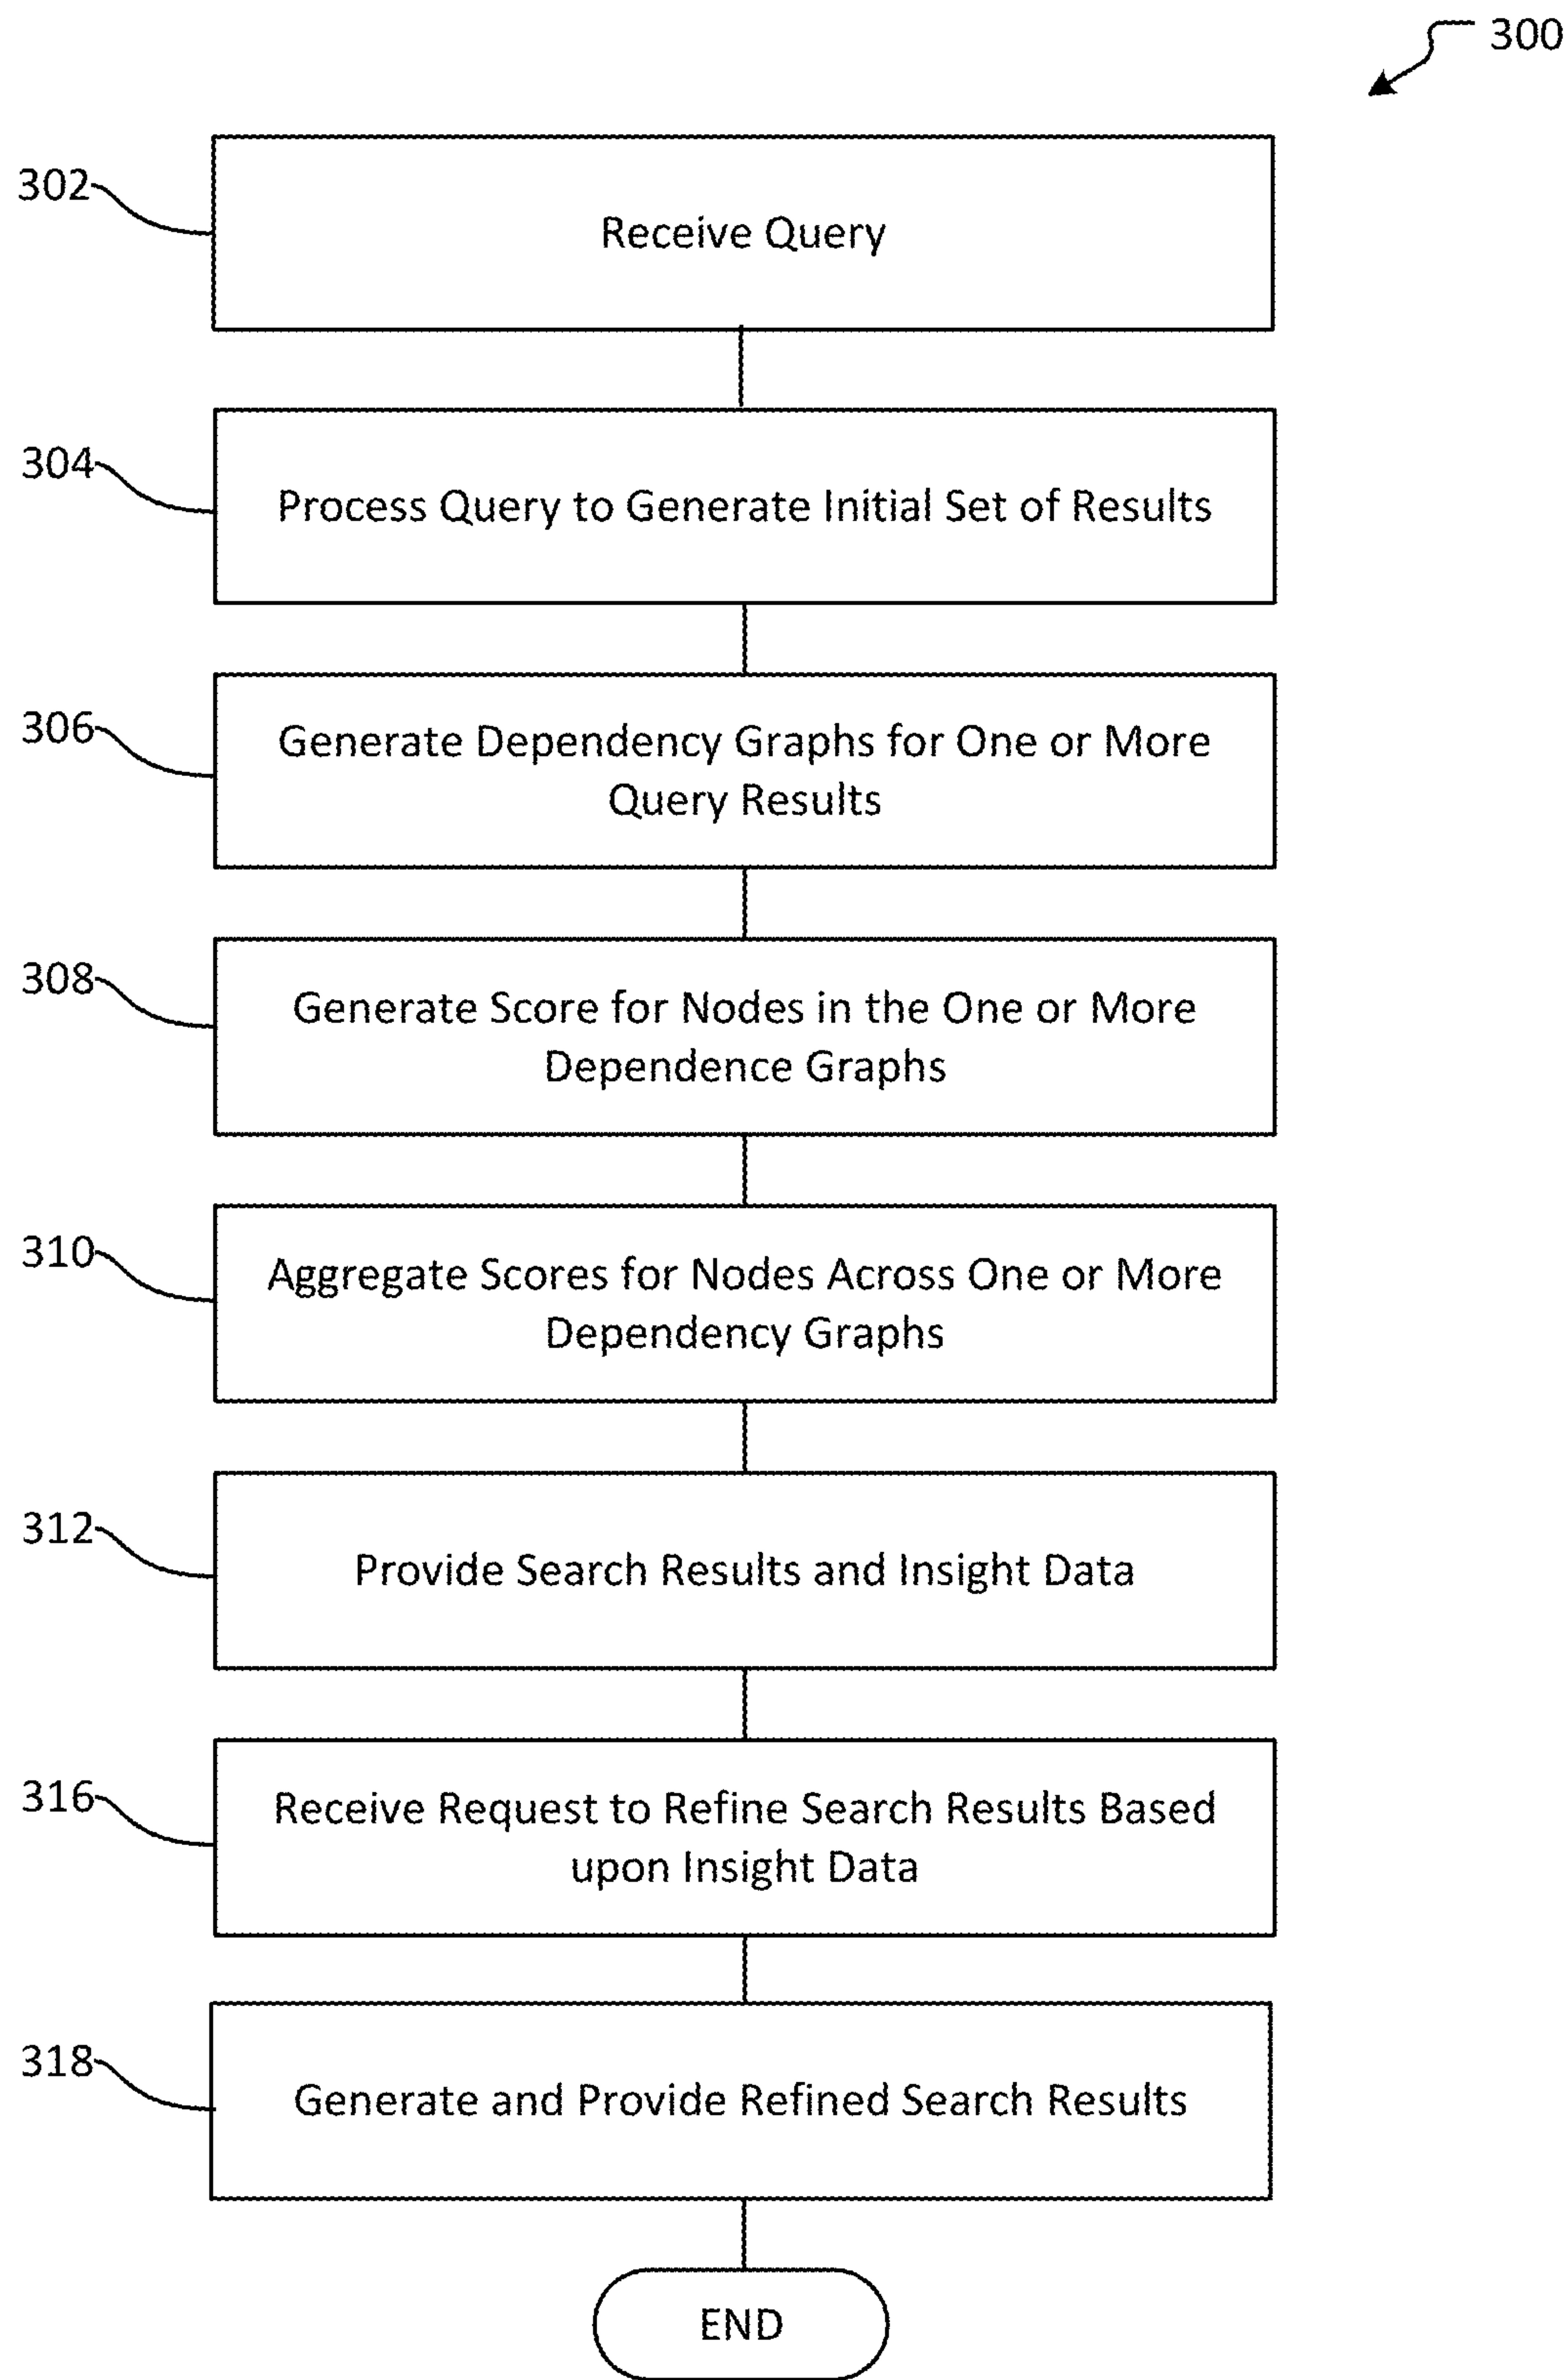 300
302
Receive Query
304
Process Query to Generate Initial Set of Results
306
Generate Dependency Graphs for One or More
Query Results
308
Generate Score for Nodes in the One or More
Dependence Graphs
310
Aggregate Scores for Nodes Across One or More
Dependency Graphs
312
Provide Search Results and Insight Data
316
Receive Request to Refine Search Results Based
upon Insight Data
318
Generate and Provide Refined Search Results
END